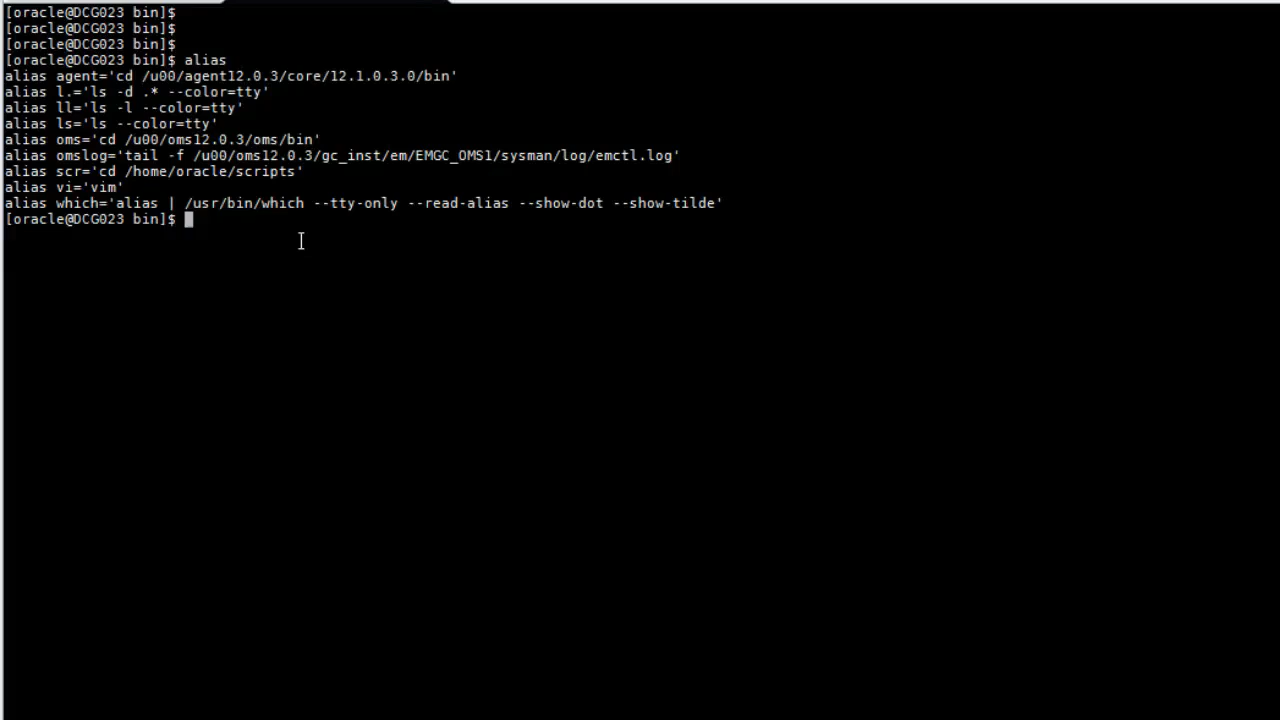 [oracle@DCG023 bin]$
[oracle@DCG023 bin]$
[oracle@DCG023 bin]$
[oracle@DCG023 bin]$ alias
alias agent='cd /u00/agent12.0.3/core/12.1.0.3.0/bin'
alias l.='ls -d .* --color=tty'
alias ll='ls -l --color=tty'
alias ls='ls --color=tty'
alias oms='cd /u00/oms12.0.3/oms/bin'
alias omslog='tail -f /u00/oms12.0.3/gc_inst/em/EMGC_OMS1/sysman/log/emctl.log'
alias scr='cd /home/oracle/scripts'
alias vi='vim'
alias which='alias | /usr/bin/which --tty-only --read-alias --show-dot --show-tilde'
[oracle@DCG023 bin]$